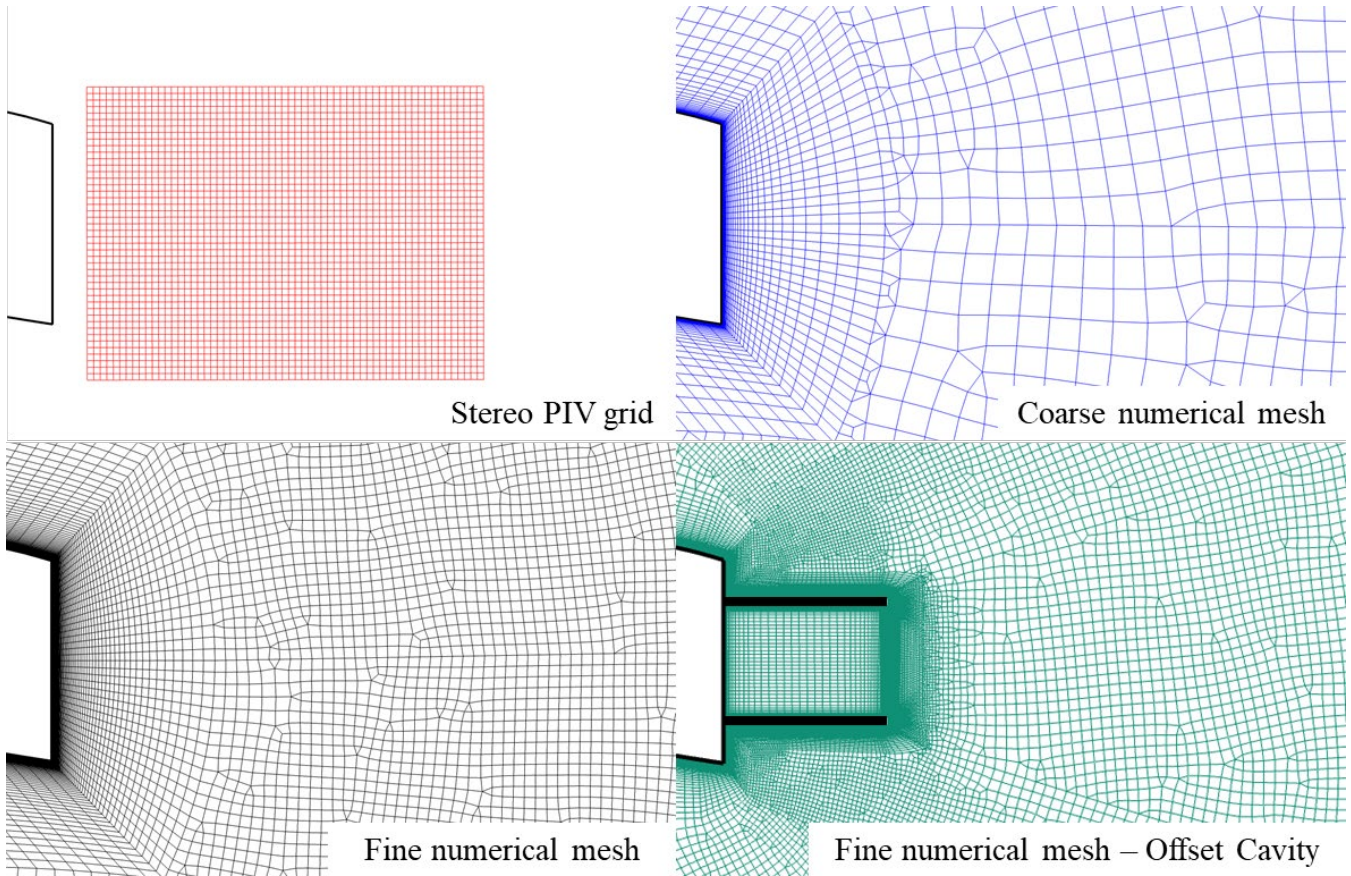 Stereo PIV grid
Coarse numerical mesh
Fine numerical mesh
Fine numerical mesh – Offset Cavity